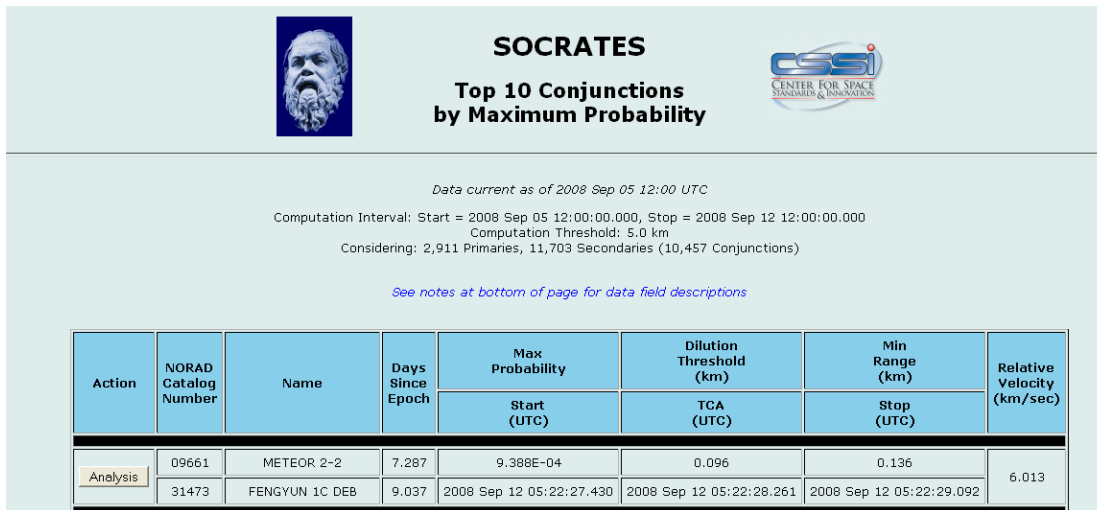 SOCRATES
Top 10 Conjunctions
by Maximum Probability
CSSI
CENTER FOR SPACE
STANDARDS & INNOVATION
Data current as of 2008 Sep 05 12:00 UTC
Computation Interval: Start = 2008 Sep 05 12:00:00.000, Stop = 2008 Sep 12 12:00:00.000
Computation Threshold: 5.0 km
Considering: 2,911 Primaries, 11,703 Secondaries (10,457 Conjunctions)
See notes at bottom of page for data field descriptions
Action
NORAD
Catalog
Number
Name
Days
Since
Epoch
Max
Probability
Dilution
Threshold
(km)
Min
Range
(km)
Relative
Velocity
(km/sec)
Start
(UTC)
TCA
(UTC)
Stop
(UTC)
Analysis
09661 METEOR 2-2 7.287 9.388E-04 0.096 0.136
6.013
31473 FENGYUN 1C DEB 9.037 2008 Sep 12 05:22:27.430 2008 Sep 12 05:22:28.261 2008 Sep 12 05:22:29.092